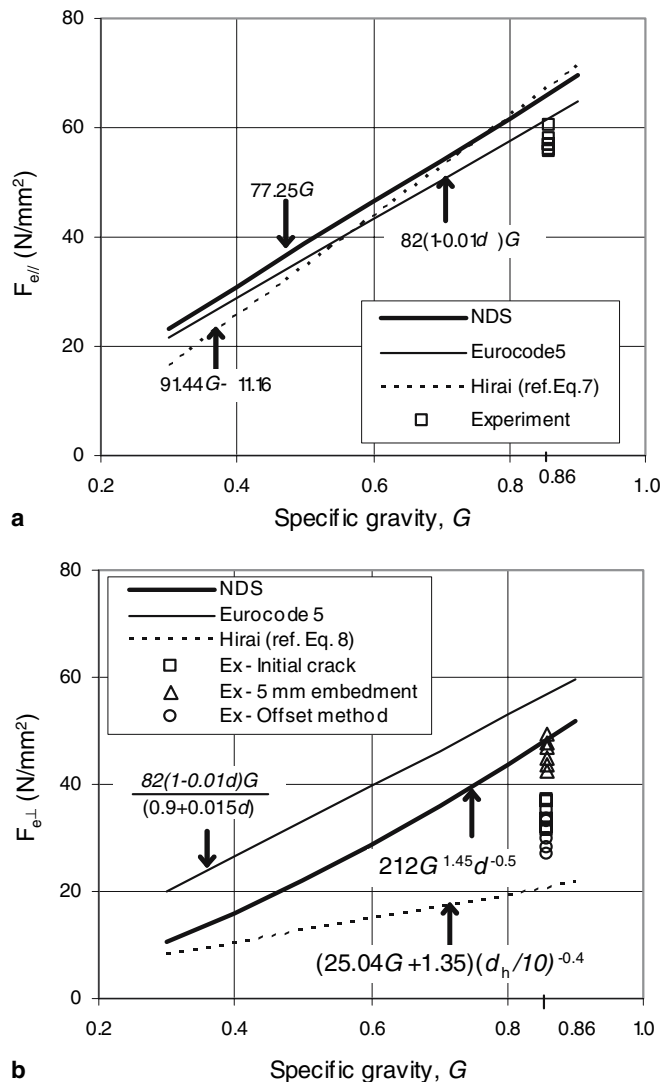 80
60
40
20
0
F e// (N/mm²)
77.25G
82(1-0.01d )G
91.44G- 11.16
NDS
Eurocode5
Hirai (ref.Eq.7)
Experiment
0.2 0.4 0.6 0.8 0.86 1.0
a Specific gravity, G
80
60
40
20
0
F e⊥ (N/mm²)
NDS
Eurocode 5
Hirai (ref. Eq. 8)
Ex - Initial crack
Ex - 5 mm embedment
Ex - Offset method
82(1-0.01d)G
(0.9+0.015d)
212G^1.45 d^-0.5
(25.04G +1.35)(d_h/10)^-0.4
0.2 0.4 0.6 0.8 0.86 1.0
b Specific gravity, G